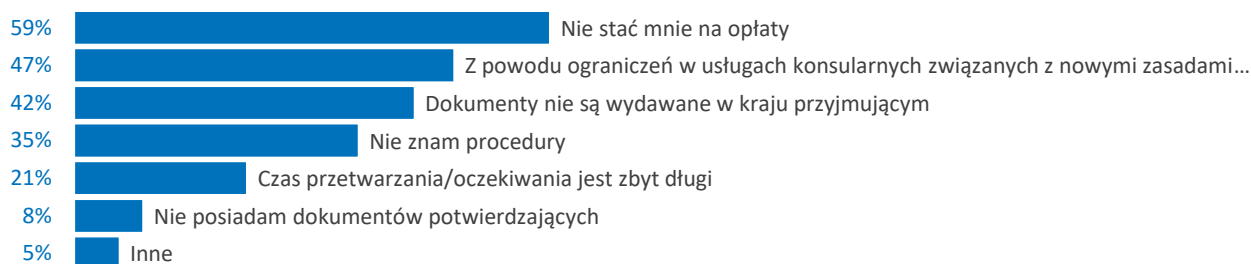 59% Nie stać mnie na opłaty
47% Z powodu ograniczeń w usługach konsularnych związanych z nowymi zasadami…
42% Dokumenty nie są wydawane w kraju przyjmującym
35% Nie znam procedury
21% Czas przetwarzania/oczekiwania jest zbyt długi
8% Nie posiadam dokumentów potwierdzających
5% Inne